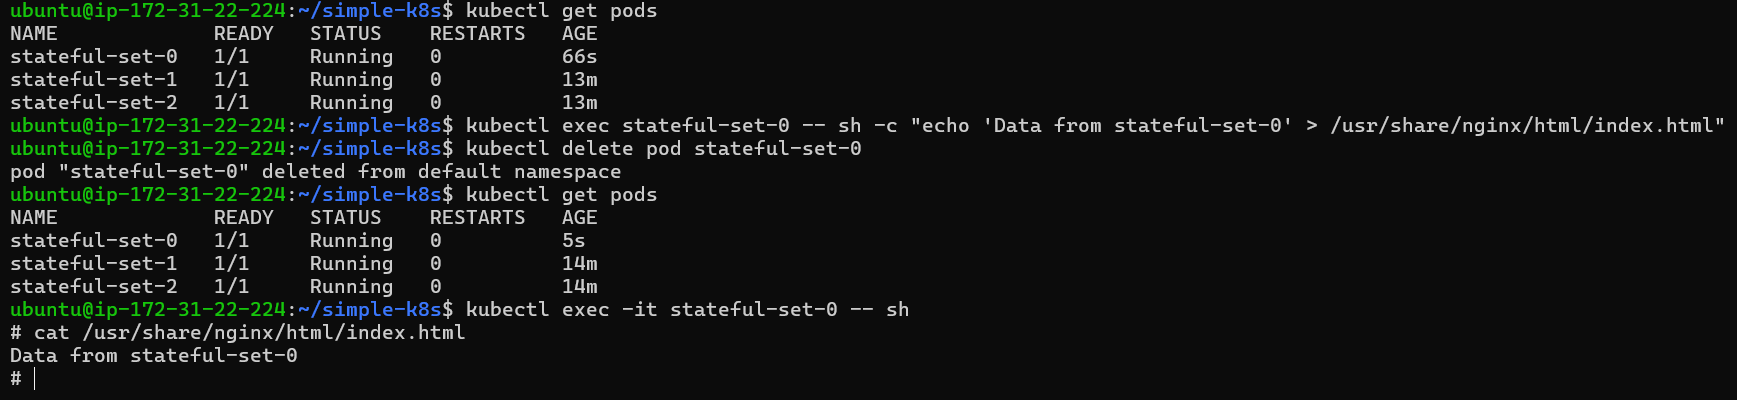 ubuntu@ip-172-31-22-224:~/simple-k8s$ kubectl get pods
NAME             READY   STATUS    RESTARTS   AGE
stateful-set-0   1/1     Running   0          66s
stateful-set-1   1/1     Running   0          13m
stateful-set-2   1/1     Running   0          13m
ubuntu@ip-172-31-22-224:~/simple-k8s$ kubectl exec stateful-set-0 -- sh -c "echo 'Data from stateful-set-0' > /usr/share/nginx/html/index.html"
ubuntu@ip-172-31-22-224:~/simple-k8s$ kubectl delete pod stateful-set-0
pod "stateful-set-0" deleted from default namespace
ubuntu@ip-172-31-22-224:~/simple-k8s$ kubectl get pods
NAME             READY   STATUS    RESTARTS   AGE
stateful-set-0   1/1     Running   0          5s
stateful-set-1   1/1     Running   0          14m
stateful-set-2   1/1     Running   0          14m
ubuntu@ip-172-31-22-224:~/simple-k8s$ kubectl exec -it stateful-set-0 -- sh
# cat /usr/share/nginx/html/index.html
Data from stateful-set-0
#